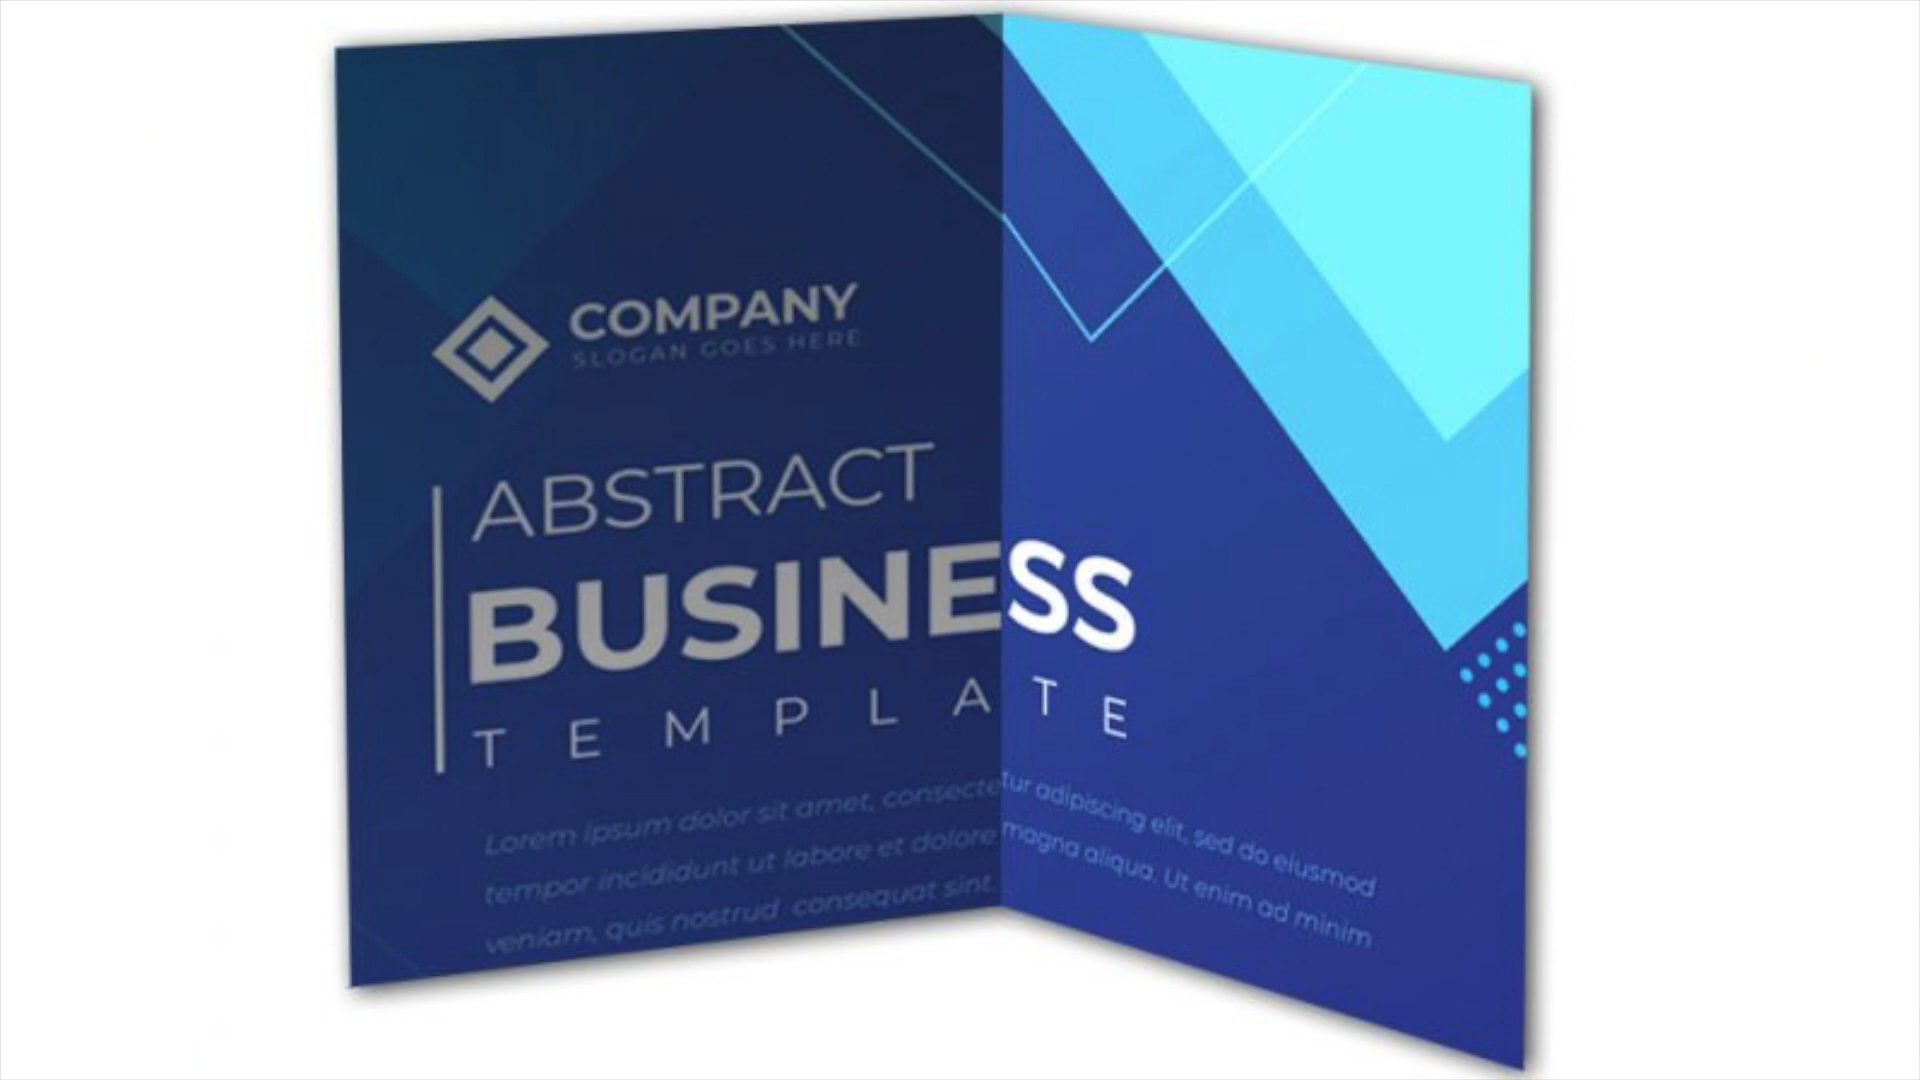 COMPANY
SLOGAN GOES HERE
ABSTRACT
BUSINESS
TEMPLATE
Lorem ipsum dolor sit amet, consectetur adipiscing elit, sed do eiusmod
tempor incididunt ut labore et dolore magna aliqua. Ut enim ad minim
veniam, quis nostrud consequat sint.